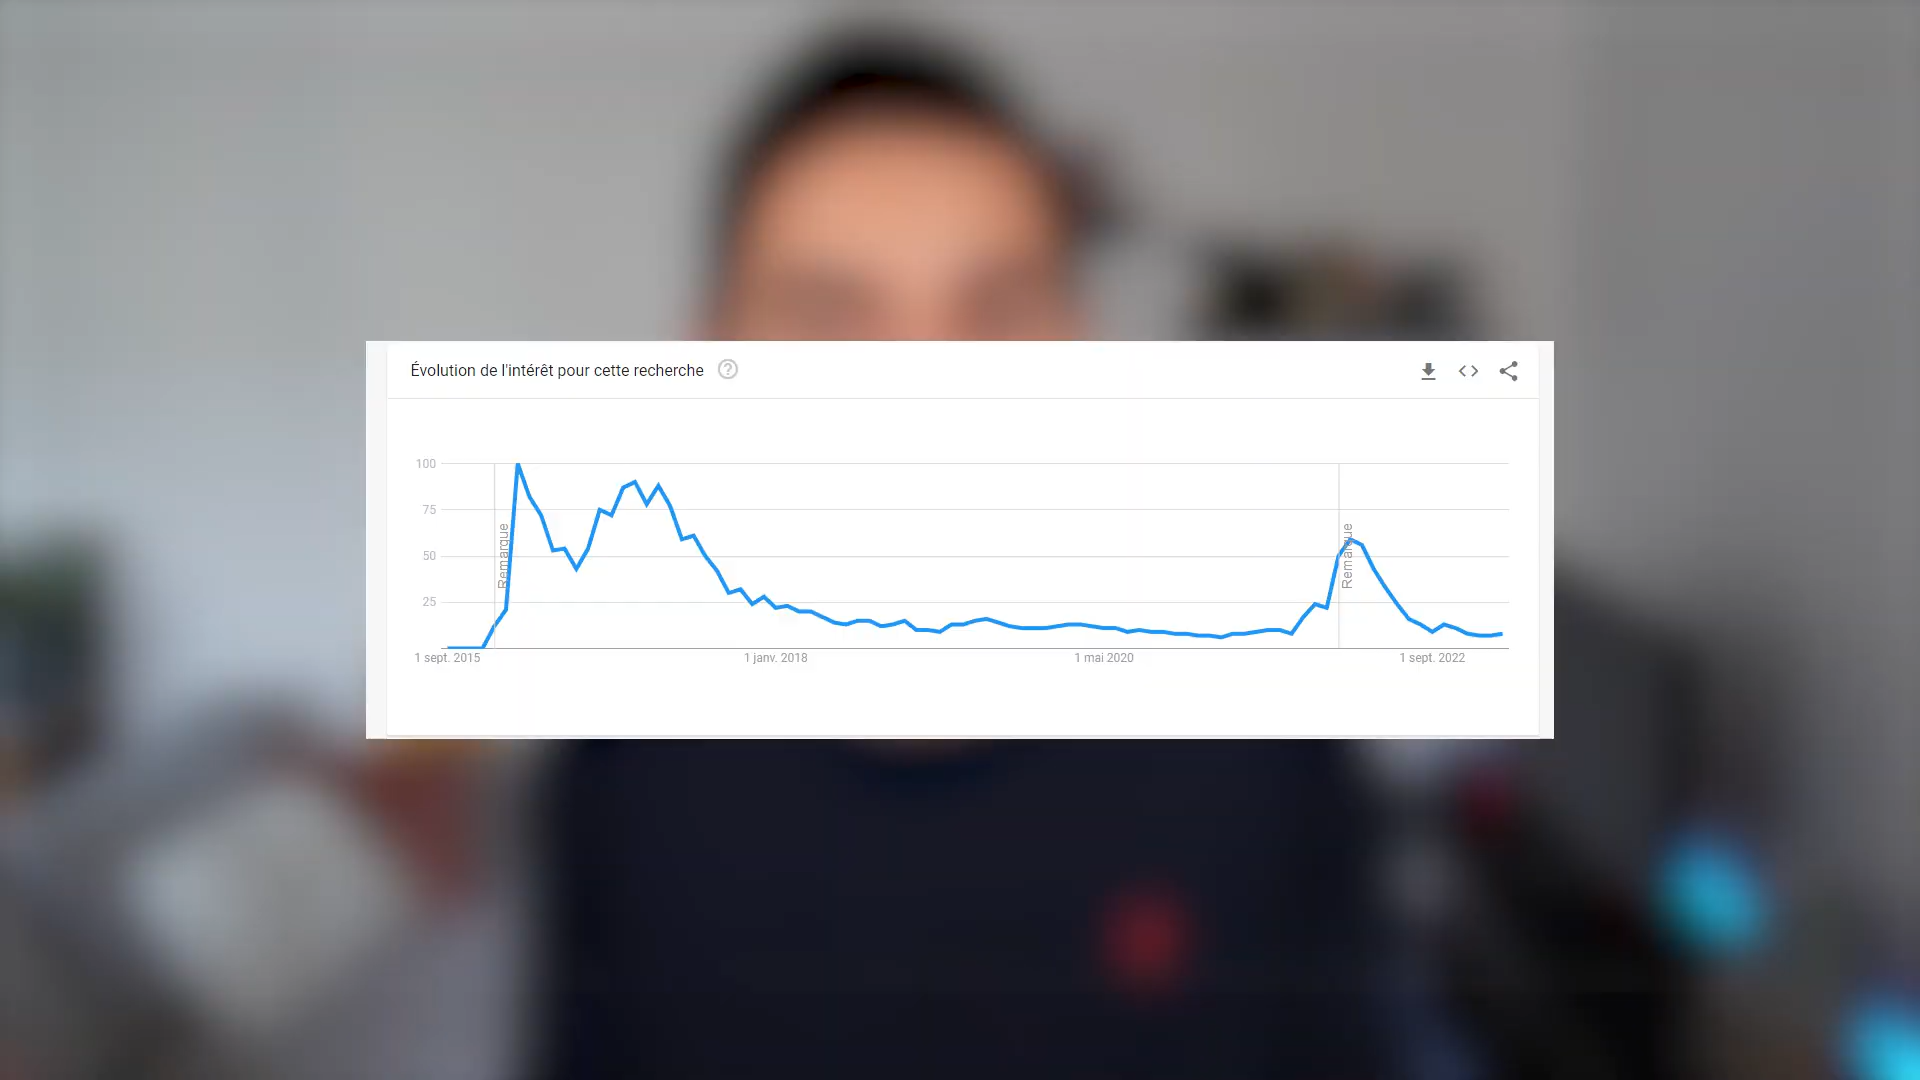 Évolution de l'intérêt pour cette recherche ?
100
75
50
25
Remarque
Remarque
1 sept. 2015
1 janv. 2018
1 mai 2020
1 sept. 2022